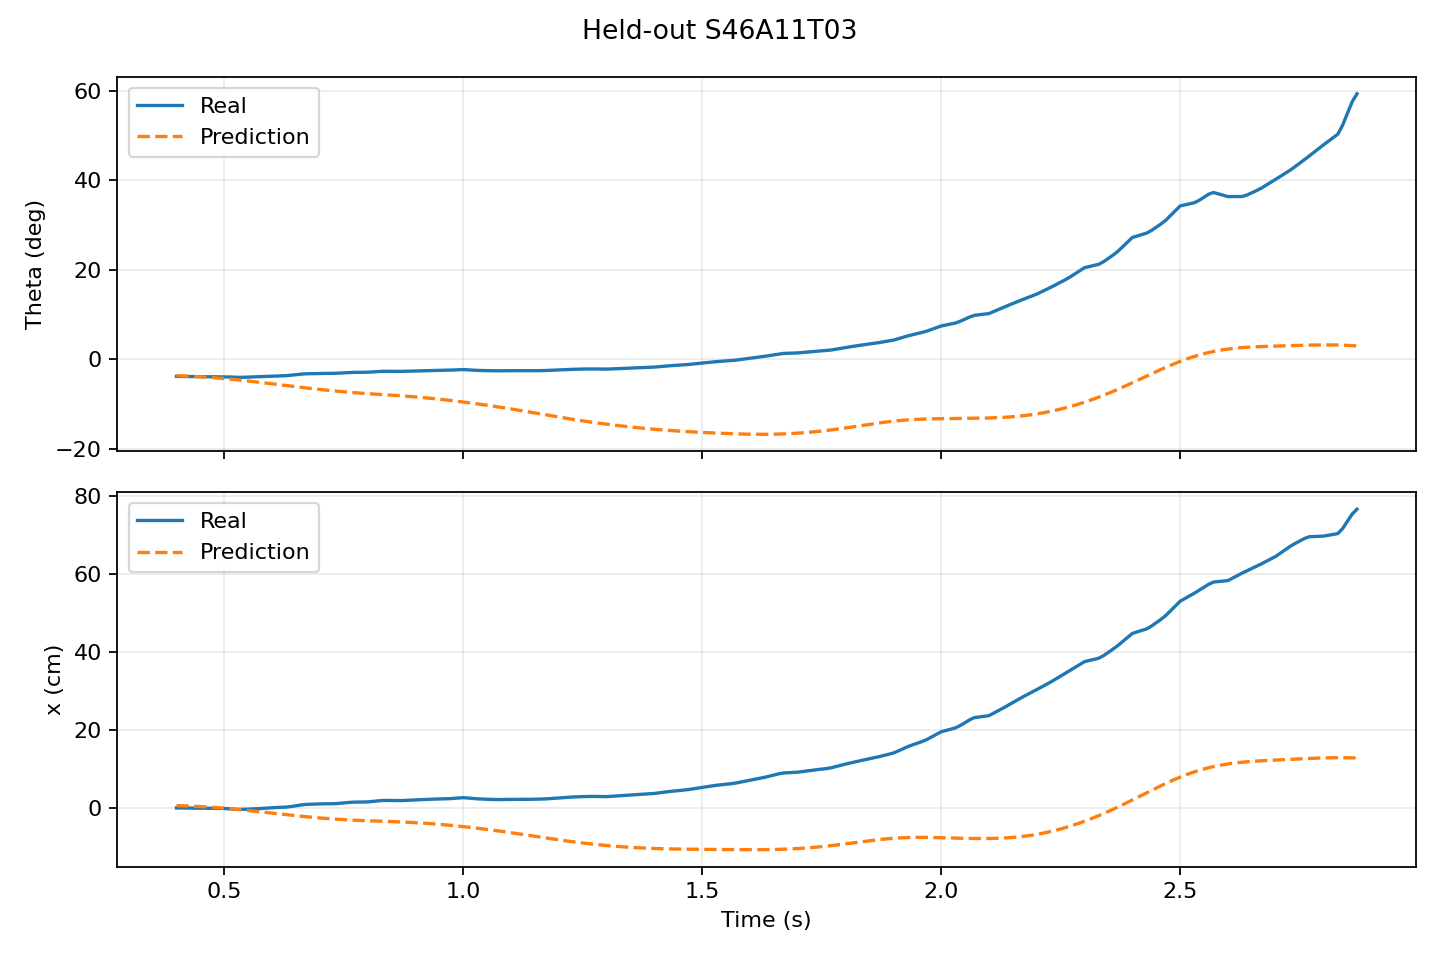 Held-out S46A11T03
Real
Prediction
Theta (deg)
60
40
20
0
−20
Real
Prediction
x (cm)
80
60
40
20
0
0.5 1.0 1.5 2.0 2.5
Time (s)